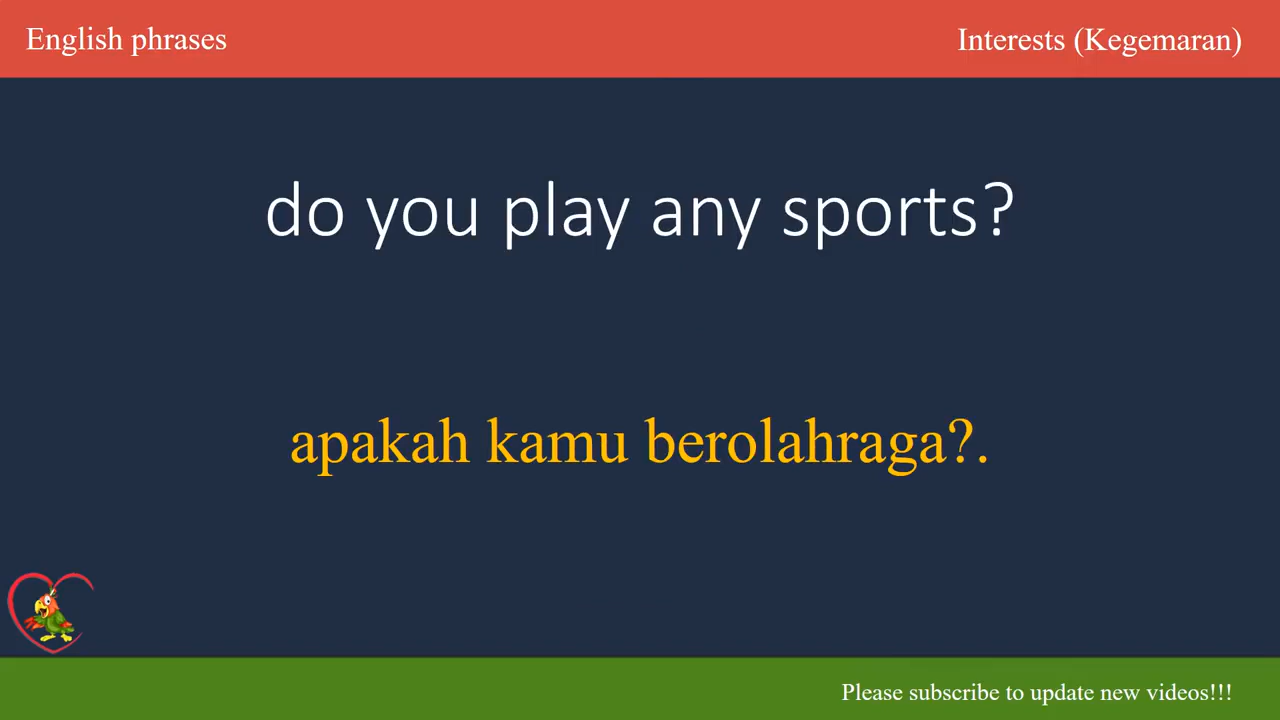 English phrases
Interests (Kegemaran)
do you play any sports?
apakah kamu berolahraga?.
Please subscribe to update new videos!!!